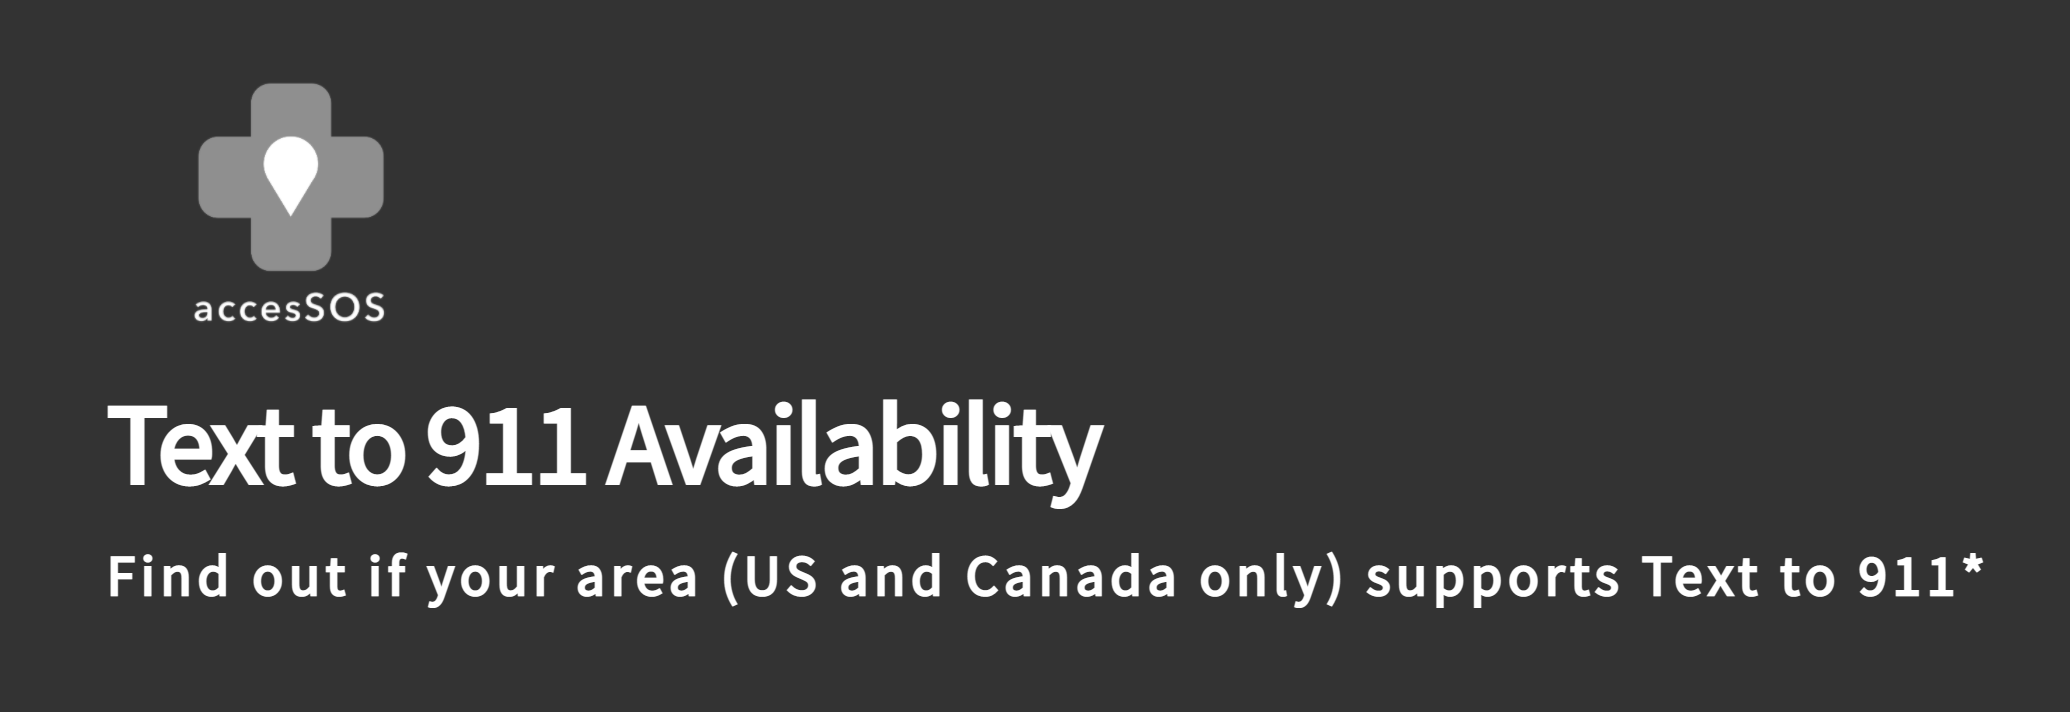 accesSOS
Text to 911 Availability
Find out if your area (US and Canada only) supports Text to 911*